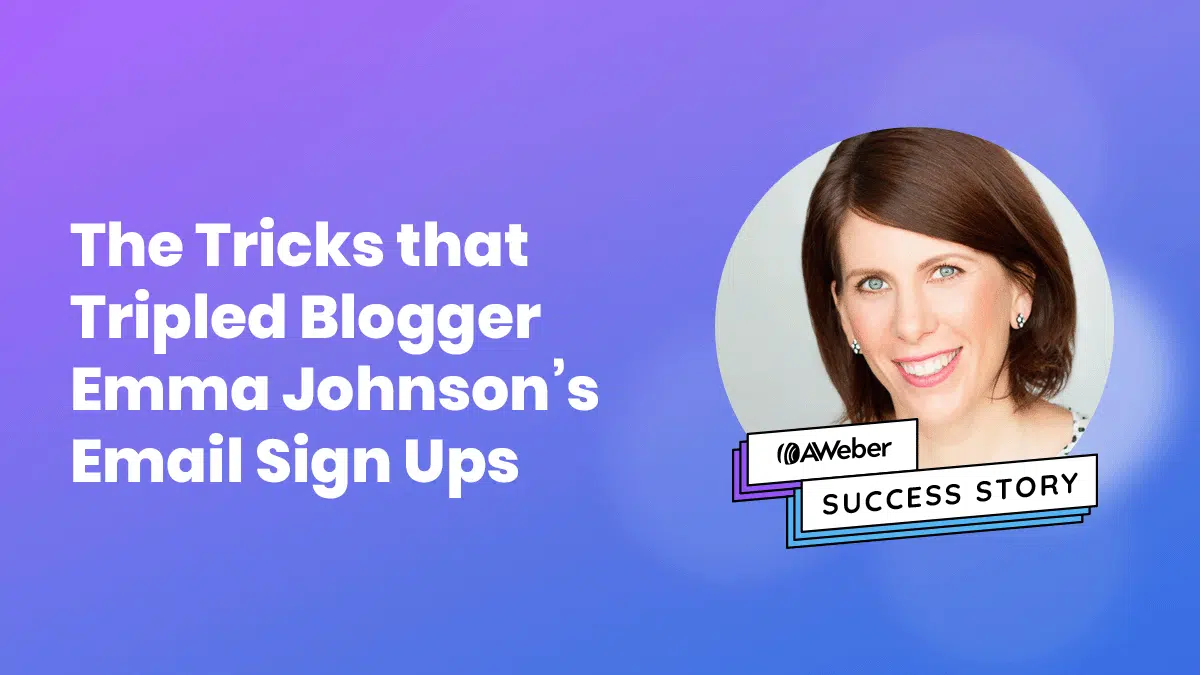 The Tricks that
Tripled Blogger
Emma Johnson’s
Email Sign Ups
AWeber
SUCCESS STORY